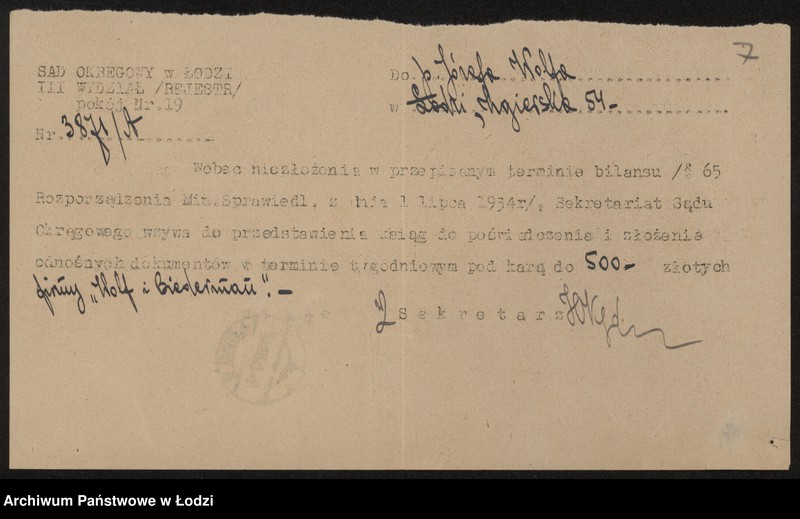 7
SAD OKREGOWY w ŁODZI
III WYDZIAŁ /REJESTR/
pokój Nr.19
Nr. 3871/A
Do p. Józefa Wolfa
w Łodzi, Zgierska 54-
Wobec niezłożenia w przepisanym terminie bilansu /§ 65
Rozporządzenia Min.Sprawiedl. z dnia 1 lipca 1934r/, Sekretariat Sądu
Okręgowego wzywa do przedstawienia ksiąg do poświadczenia i złożenia
odnośnych dokumentów w terminie tygodniowym pod karą do 500- złotych
firmy „Wolf i Biederman". -
Sekretarz
Archiwum Państwowe w Łodzi